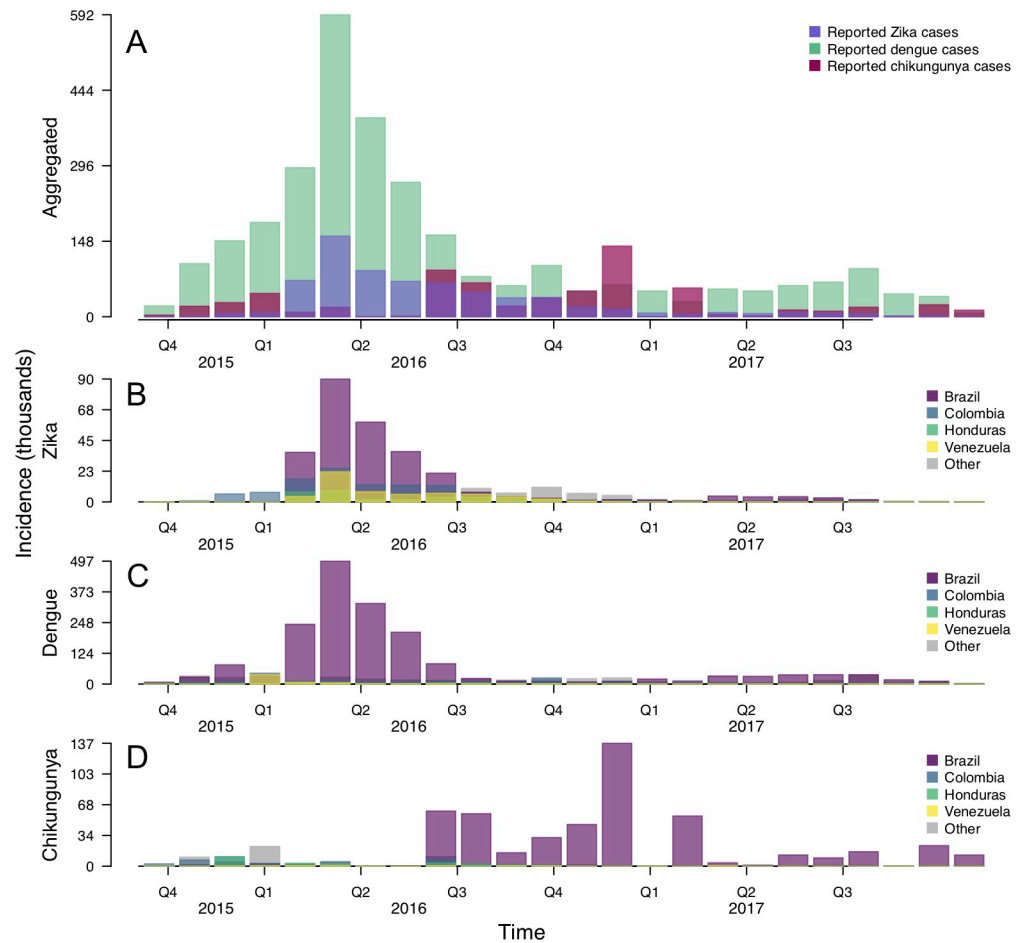 A
592
444
296
148
0
Aggregated
Reported Zika cases
Reported dengue cases
Reported chikungunya cases
Q4 Q1 Q2 Q3 Q4 Q1 Q2 Q3
2015 2016 2017
Incidence (thousands)
B
90
68
45
23
0
Zika
Brazil
Colombia
Honduras
Venezuela
Other
Q4 Q1 Q2 Q3 Q4 Q1 Q2 Q3
2015 2016 2017
C
497
373
248
124
0
Dengue
Brazil
Colombia
Honduras
Venezuela
Other
Q4 Q1 Q2 Q3 Q4 Q1 Q2 Q3
2015 2016 2017
D
137
103
68
34
0
Chikungunya
Brazil
Colombia
Honduras
Venezuela
Other
Q4 Q1 Q2 Q3 Q4 Q1 Q2 Q3
2015 2016 2017
Time